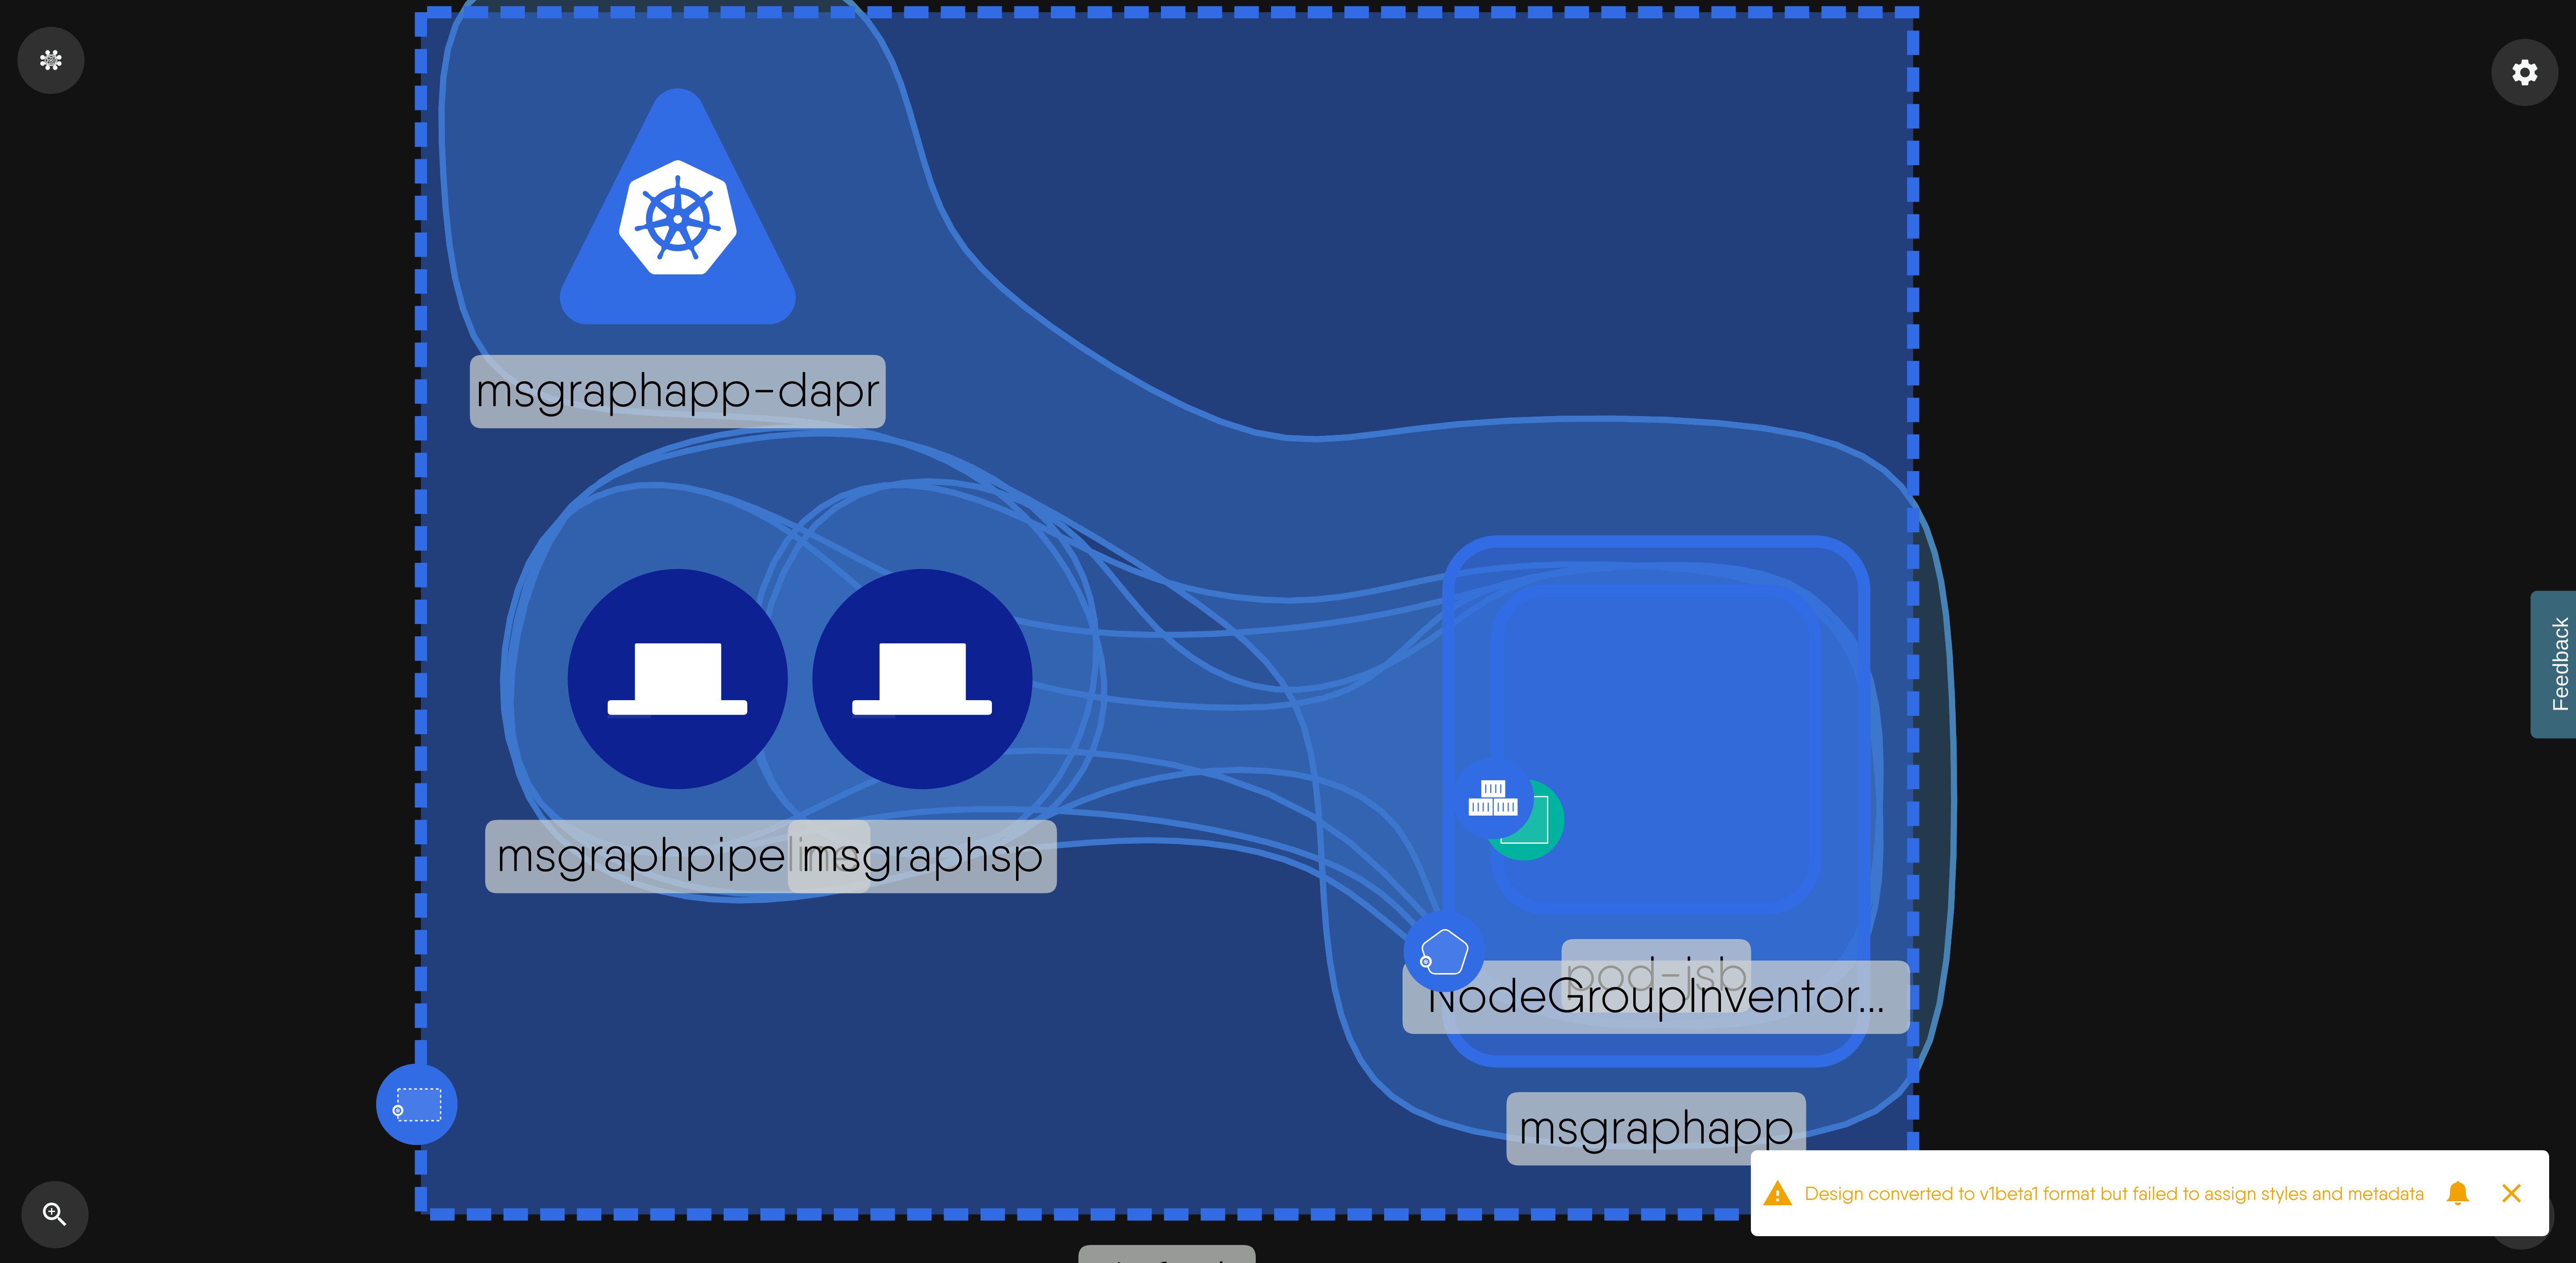 msgraphapp-dapr
msgraphpipel
msgraphsp
pod-jsb
NodeGroupInventor...
msgraphapp
Feedback
Design converted to v1beta1 format but failed to assign styles and metadata